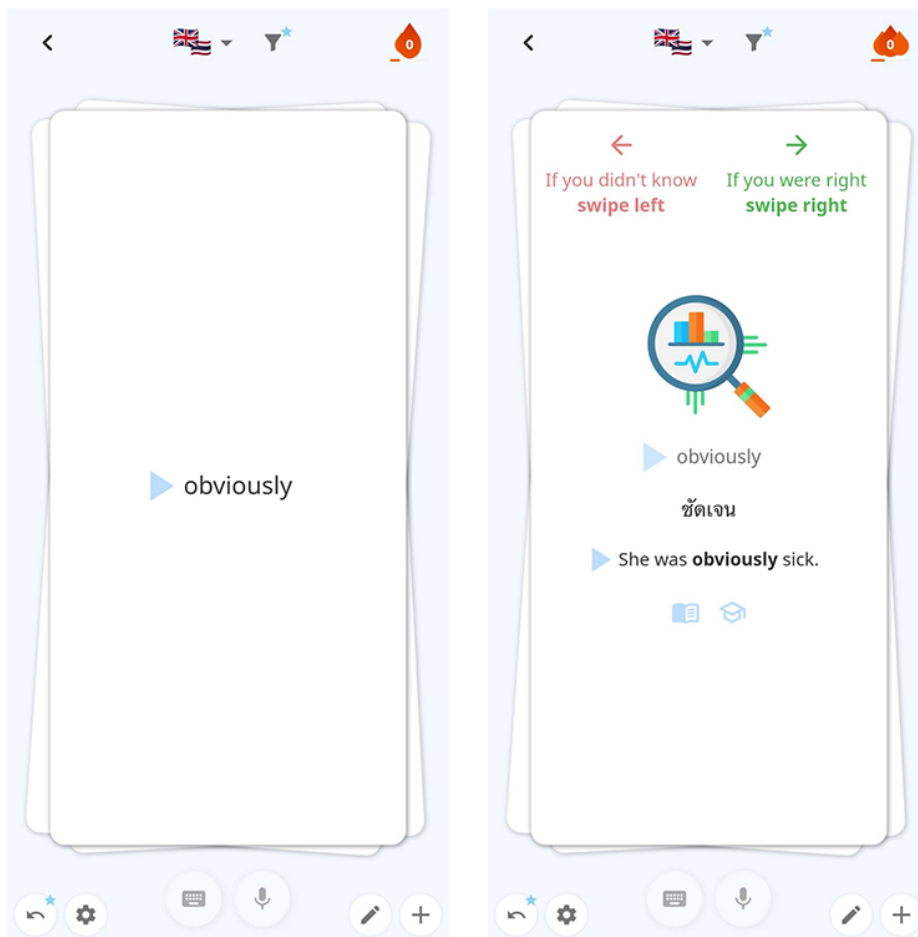 0
obviously
0
If you didn't know
swipe left
If you were right
swipe right
obviously
ชัดเจน
She was obviously sick.